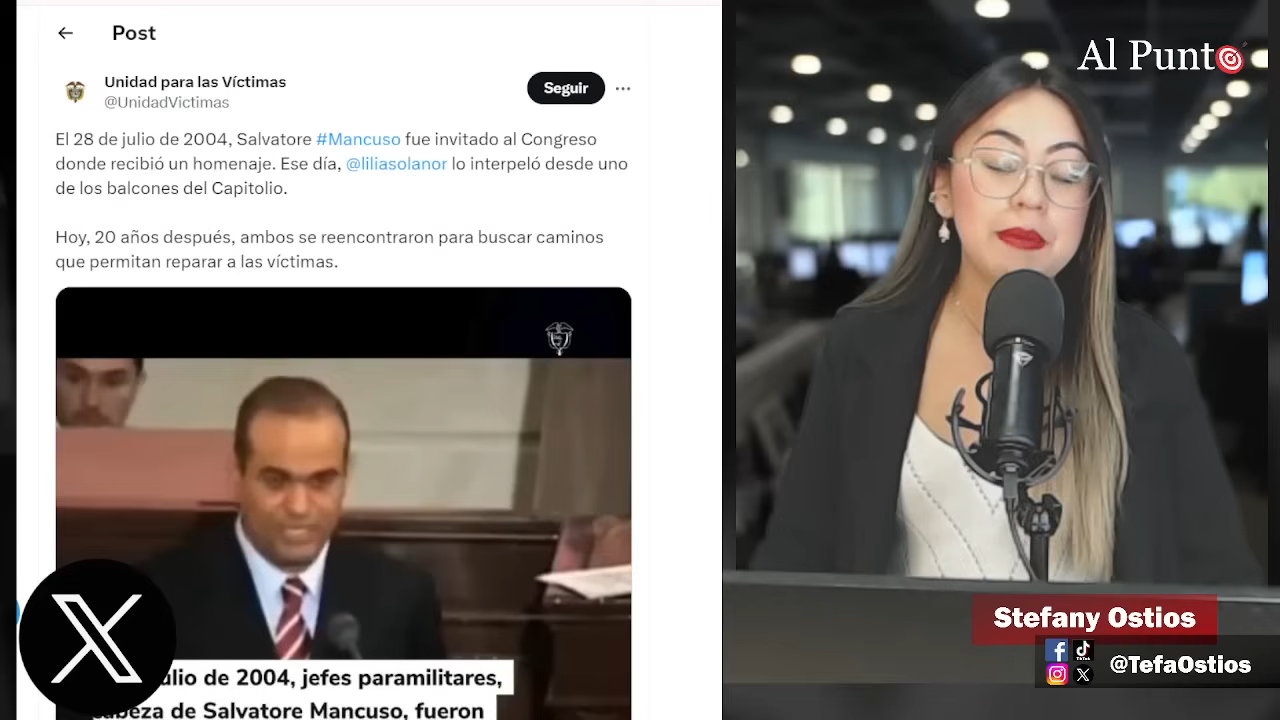 Post
Unidad para las Víctimas
@UnidadVictimas
Seguir
El 28 de julio de 2004, Salvatore #Mancuso fue invitado al Congreso
donde recibió un homenaje. Ese día, @liliasolanor lo interpeló desde uno
de los balcones del Capitolio.
Hoy, 20 años después, ambos se reencontraron para buscar caminos
que permitan reparar a las víctimas.
de 2004, jefes paramilitares,
de Salvatore Mancuso, fueron
Al Punto
Stefany Ostios
@TefaOstios